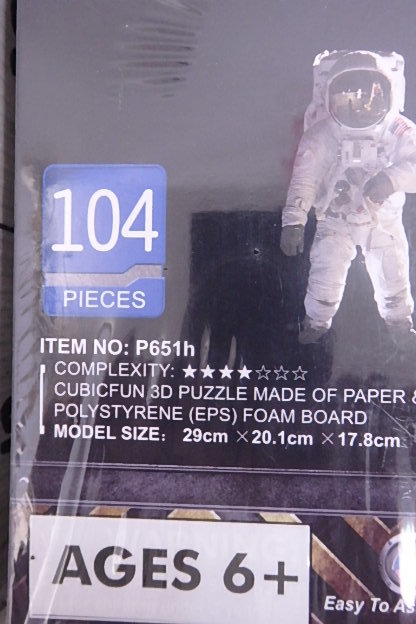 104
PIECES
ITEM NO: P651h
COMPLEXITY: ★★★★☆☆☆
CUBICFUN 3D PUZZLE MADE OF PAPER &
POLYSTYRENE (EPS) FOAM BOARD
MODEL SIZE: 29cm ×20.1cm ×17.8cm
AGES 6+
Easy To As